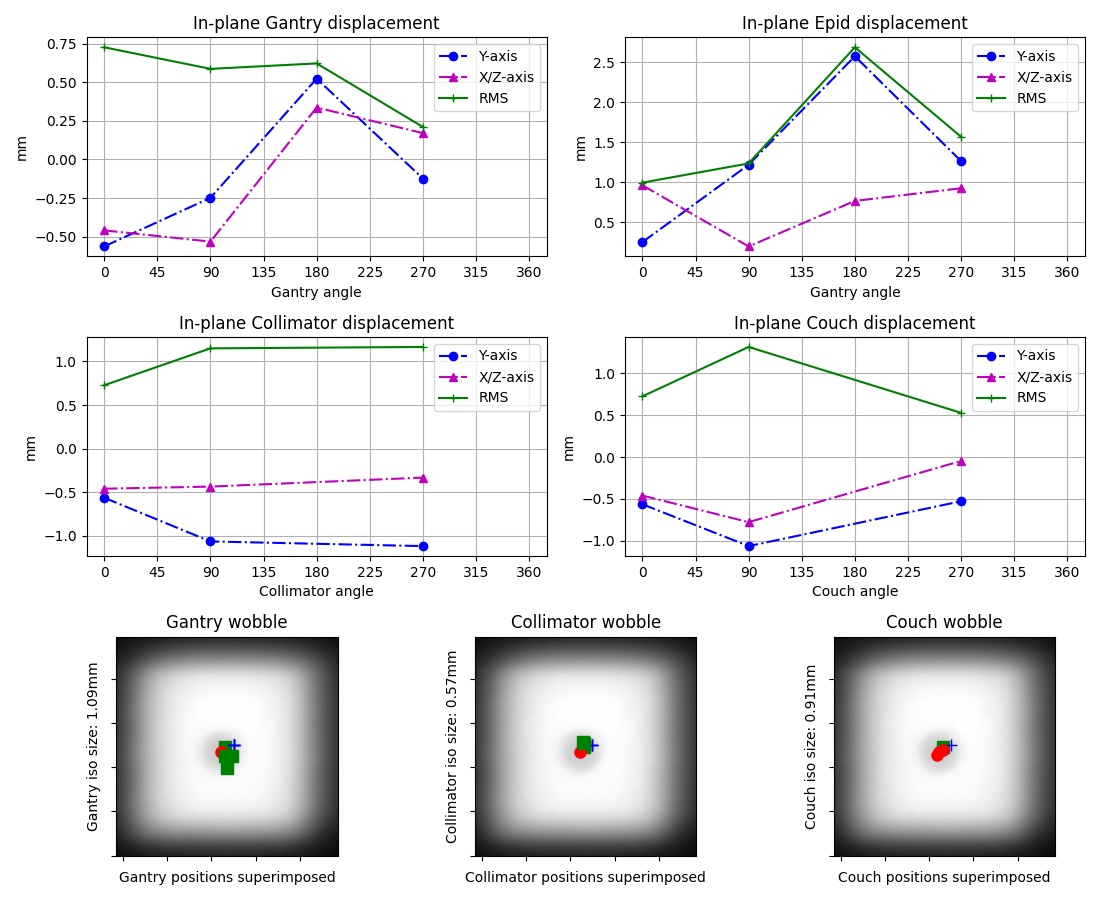 In-plane Gantry displacement
mm
0.75
0.50
0.25
0.00
−0.25
−0.50
Y-axis
X/Z-axis
RMS
0 45 90 135 180 225 270 315 360
Gantry angle
In-plane Epid displacement
mm
2.5
2.0
1.5
1.0
0.5
Y-axis
X/Z-axis
RMS
0 45 90 135 180 225 270 315 360
Gantry angle
In-plane Collimator displacement
mm
1.0
0.5
0.0
−0.5
−1.0
Y-axis
X/Z-axis
RMS
0 45 90 135 180 225 270 315 360
Collimator angle
In-plane Couch displacement
mm
1.0
0.5
0.0
−0.5
−1.0
Y-axis
X/Z-axis
RMS
0 45 90 135 180 225 270 315 360
Couch angle
Gantry wobble
Gantry iso size: 1.09mm
Gantry positions superimposed
Collimator wobble
Collimator iso size: 0.57mm
Collimator positions superimposed
Couch wobble
Couch iso size: 0.91mm
Couch positions superimposed